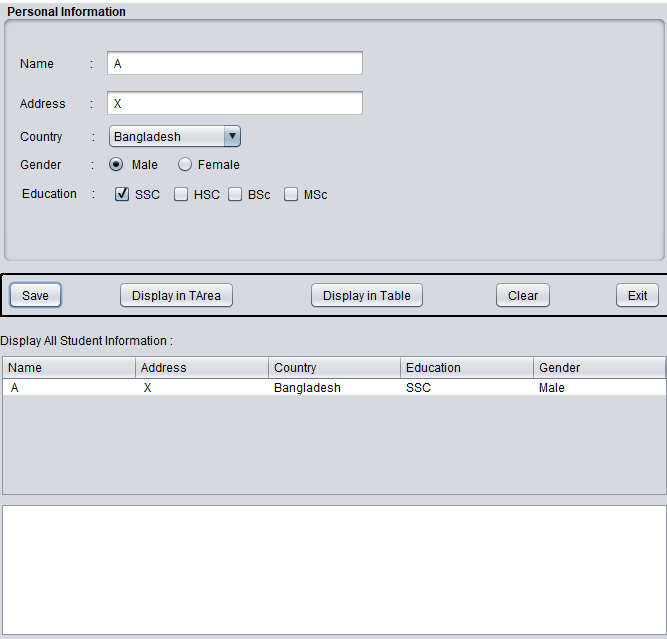 Personal Information
Name : A
Address : X
Country : Bangladesh
Gender : Male Female
Education : SSC HSC BSc MSc
Save Display in TArea Display in Table Clear Exit
Display All Student Information :
Name Address Country Education Gender
A X Bangladesh SSC Male